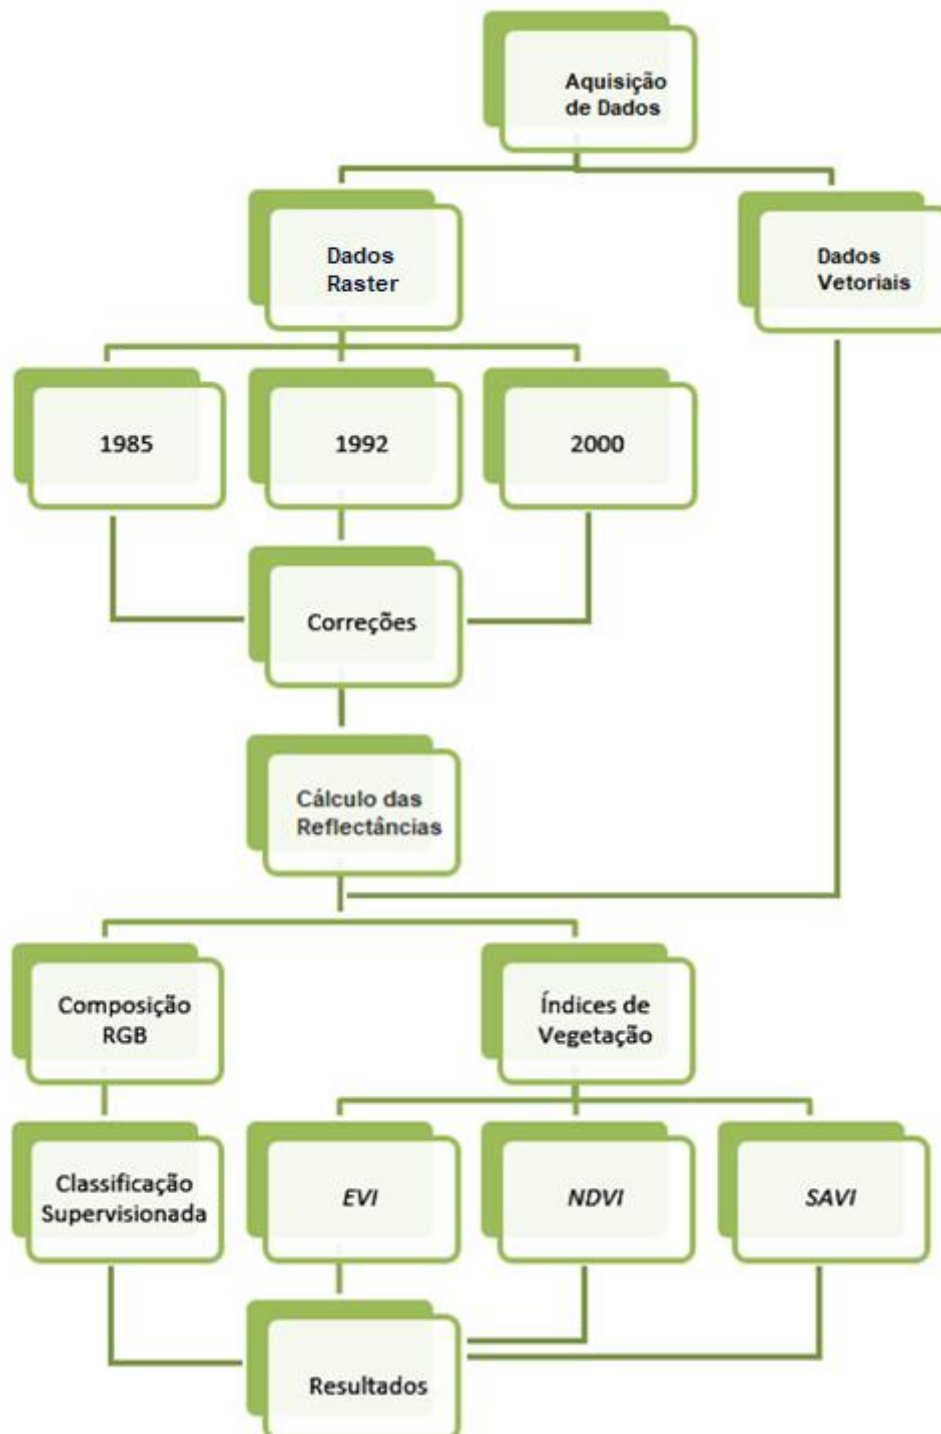 Aquisição
de Dados
Dados
Raster
Dados
Vetoriais
1985
1992
2000
Correções
Cálculo das
Reflectâncias
Composição
RGB
Índices de
Vegetação
Classificação
Supervisionada
EVI
NDVI
SAVI
Resultados